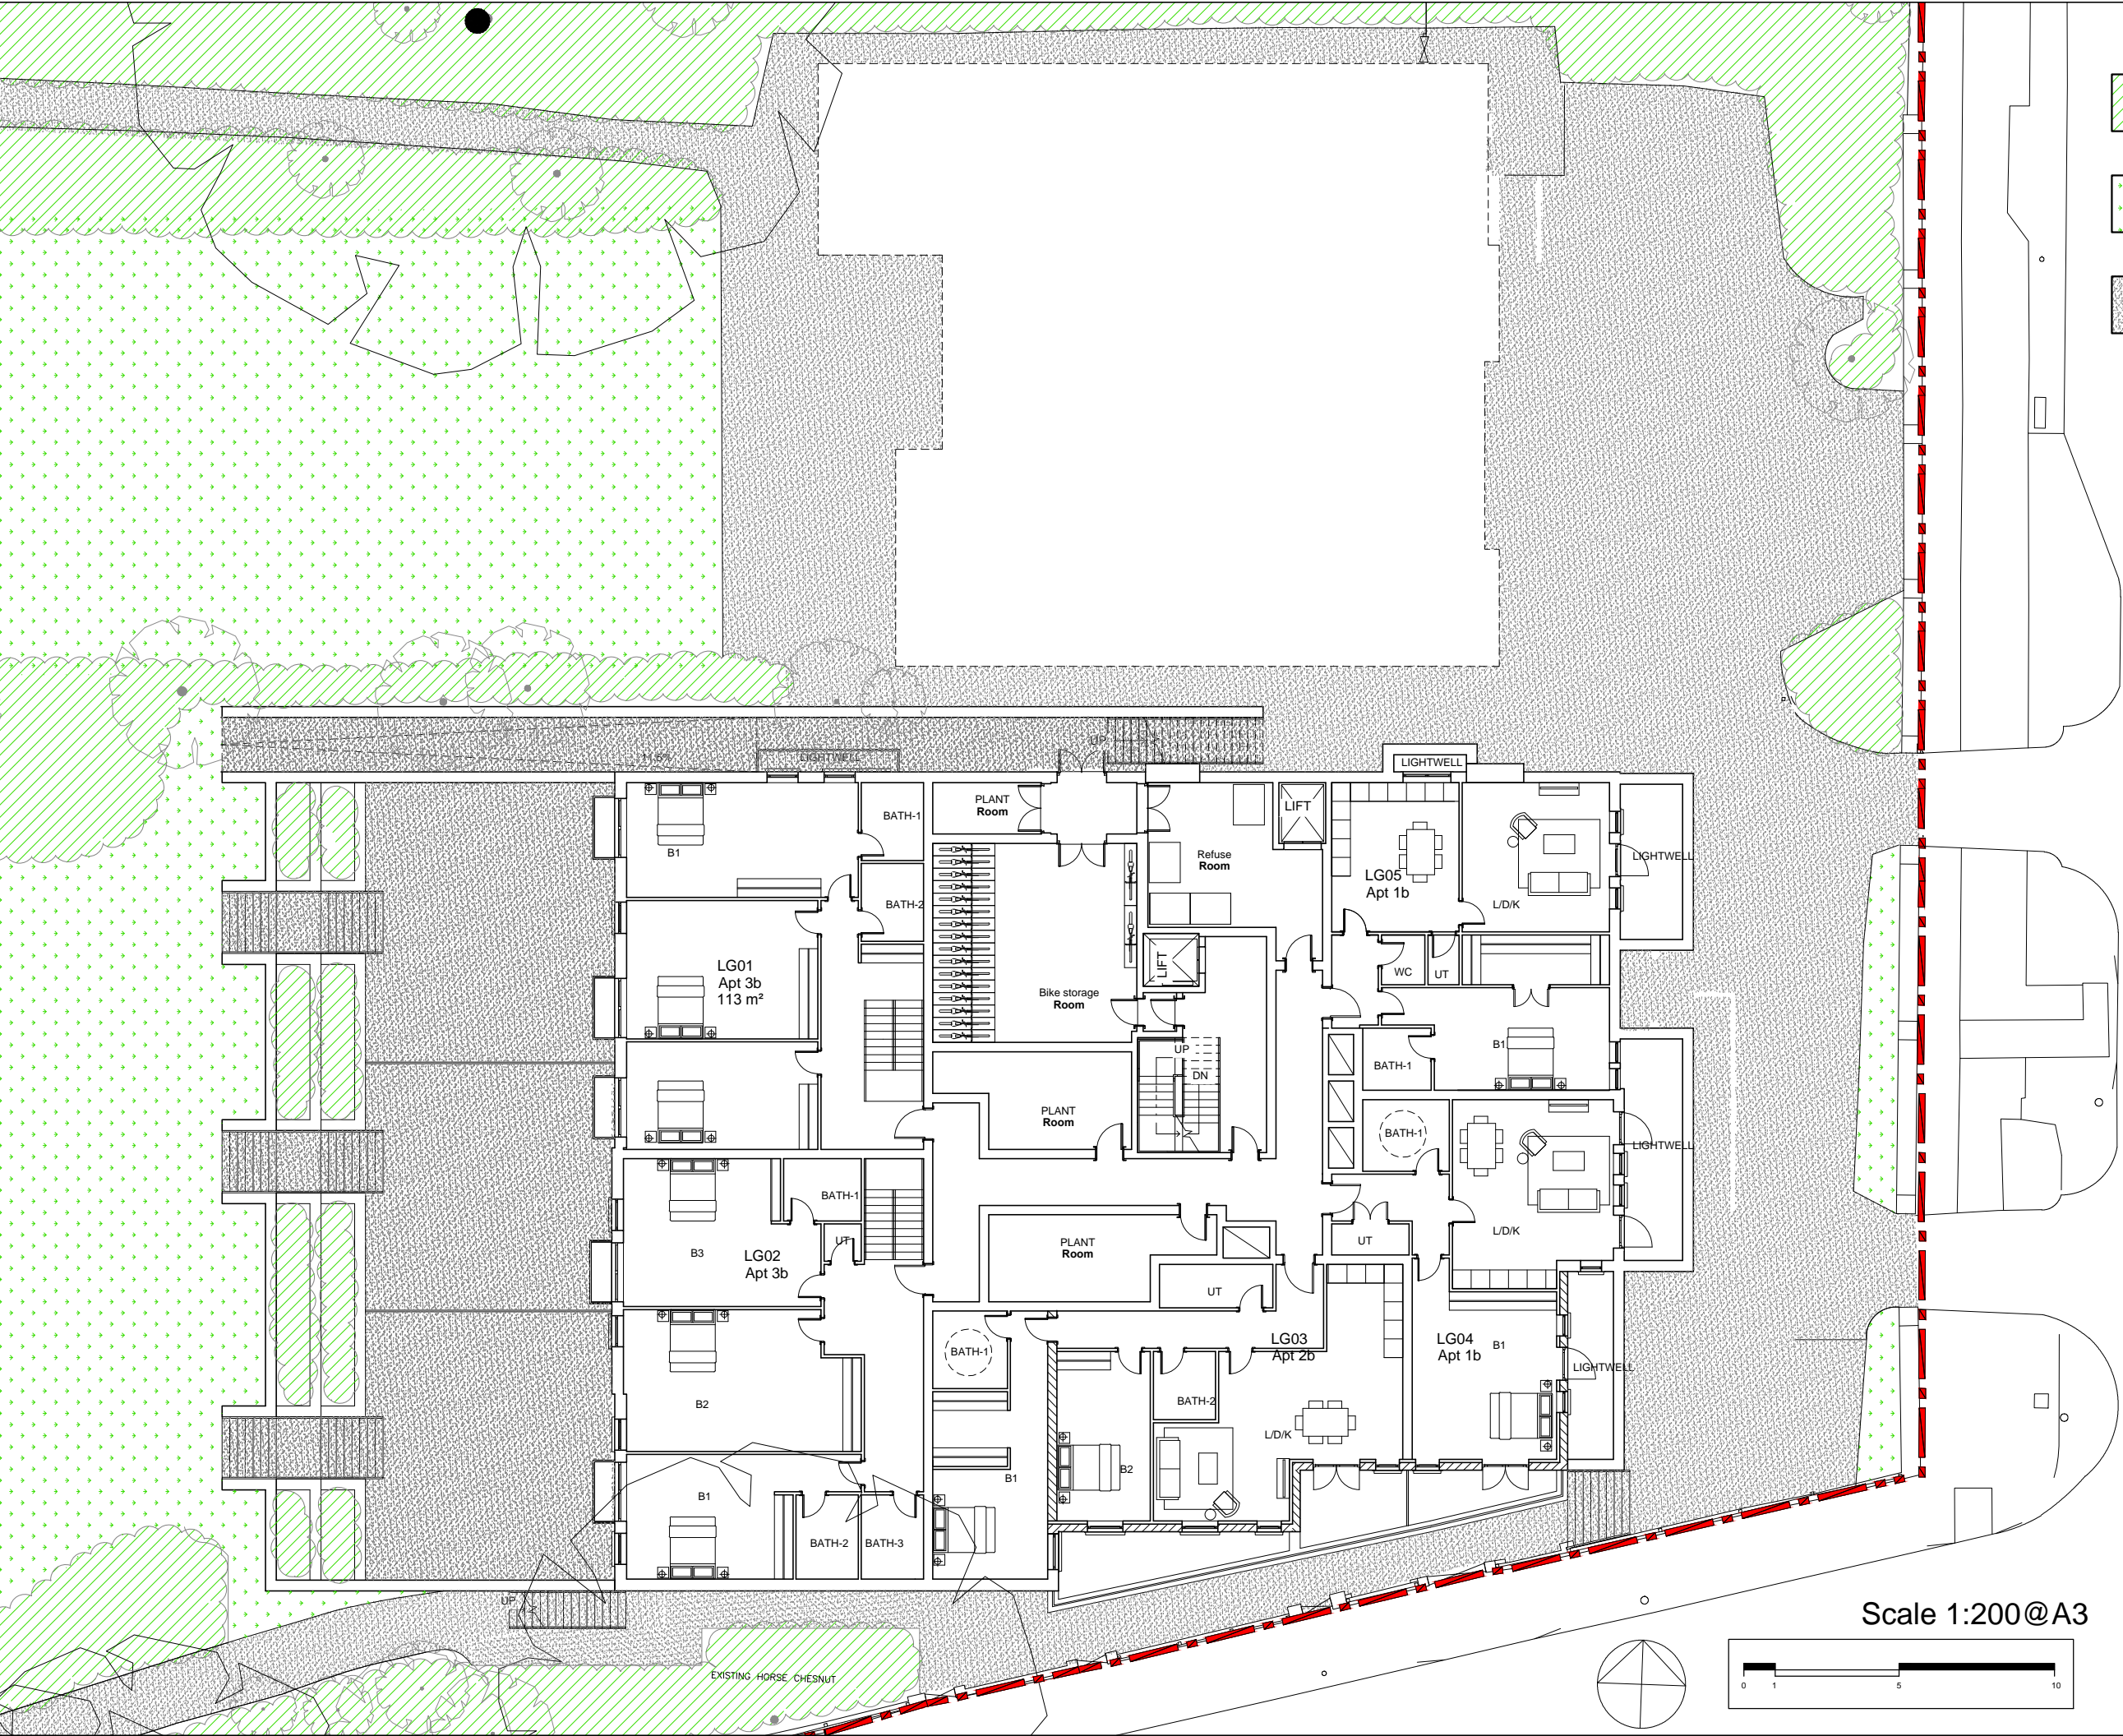 UP
11.6%
LIGHTWELL
LIGHTWELL
PLANT
Room
BATH-1
LIFT
B1
Refuse
Room
LIGHTWELL
LG05
Apt 1b
BATH-2
L/D/K
LG01
Apt 3b
113 m²
LIFT
WC
UT
Bike storage
Room
UP
B1
BATH-1
DN
PLANT
Room
BATH-1
LIGHTWELL
BATH-1
L/D/K
UT
UT
PLANT
Room
B3
LG02
Apt 3b
UT
LG03
Apt 2b
LG04
Apt 1b
B1
BATH-1
LIGHTWELL
B2
BATH-2
L/D/K
B2
B1
B1
BATH-2
BATH-3
UP
EXISTING HORSE CHESNUT
Scale 1:200@A3
0
1
5
10